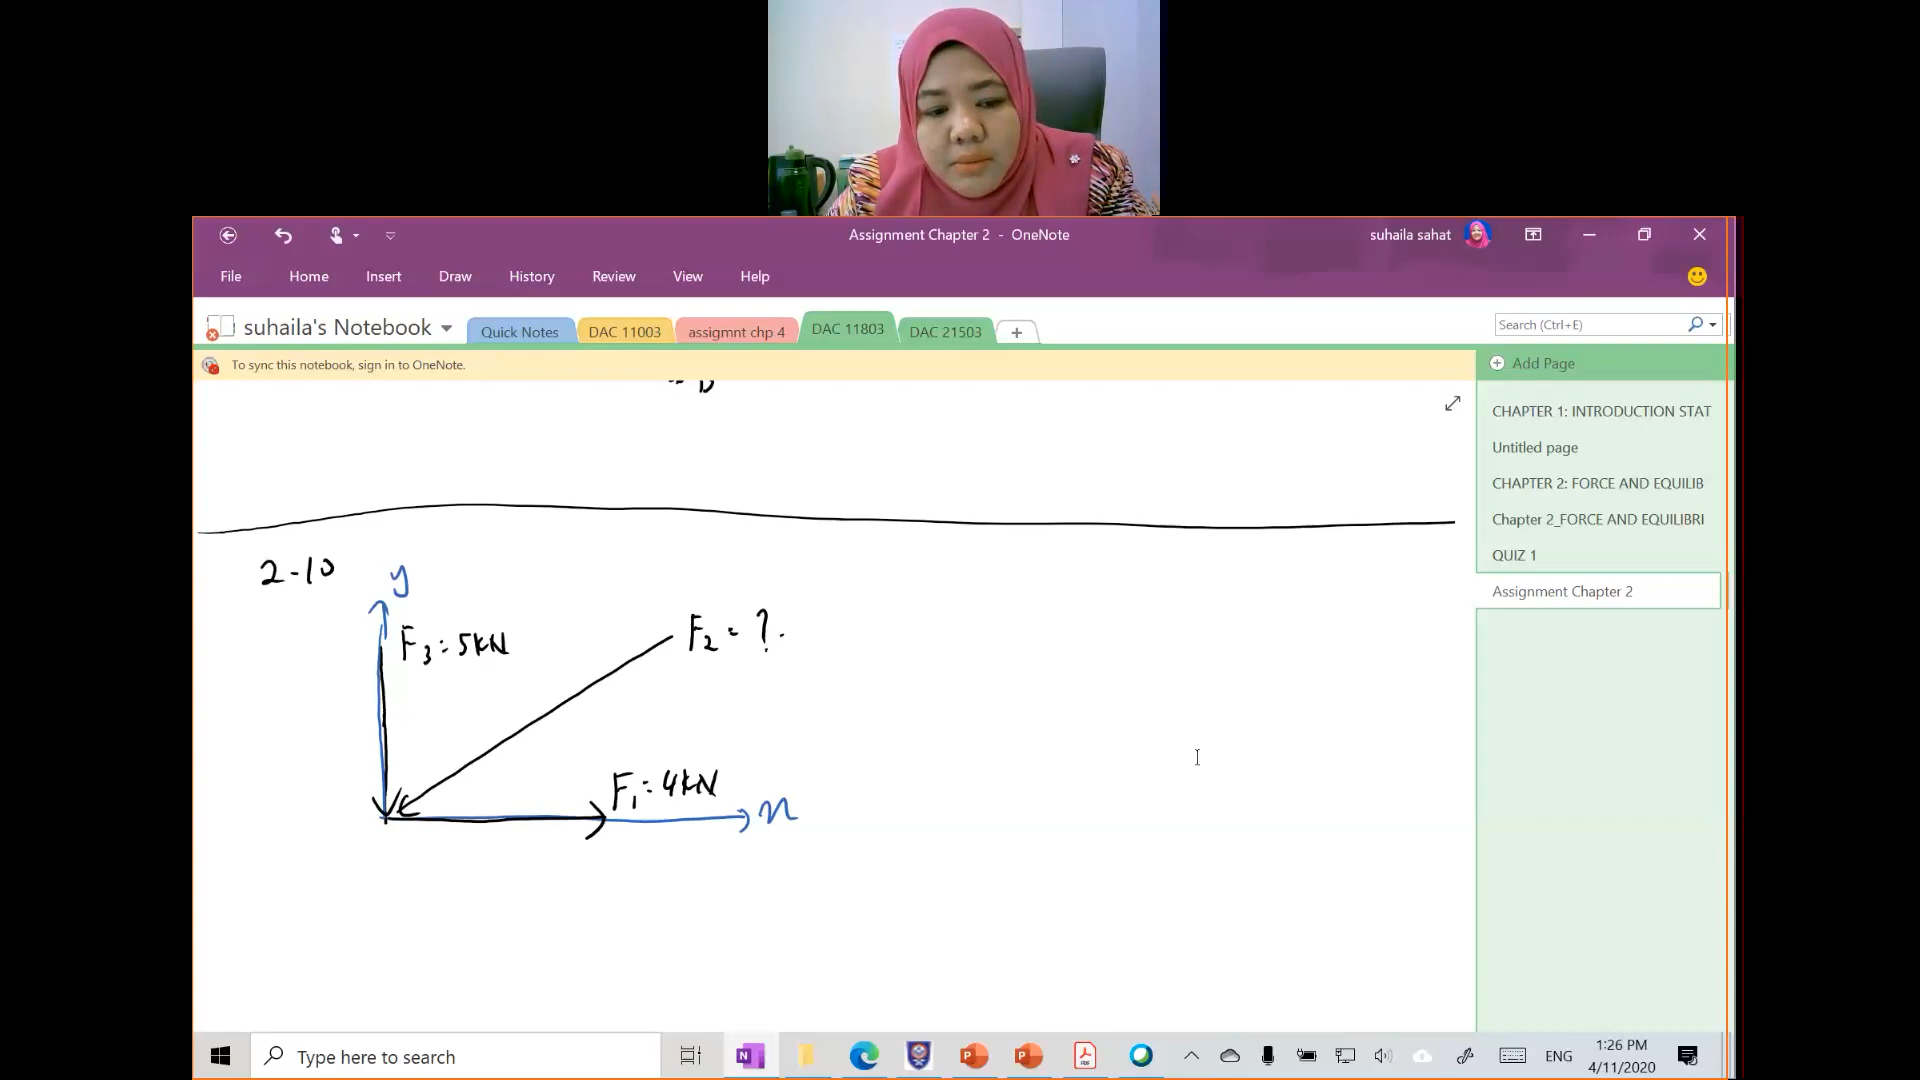 Assignment Chapter 2 - OneNote
suhaila sahat
File Home Insert Draw History Review View Help
suhaila's Notebook
Quick Notes
DAC 11003
assigmnt chp 4
DAC 11803
DAC 21503
+
Search (Ctrl+E)
To sync this notebook, sign in to OneNote.
Add Page
CHAPTER 1: INTRODUCTION STAT
Untitled page
CHAPTER 2: FORCE AND EQUILIB
Chapter 2_FORCE AND EQUILIBRI
QUIZ 1
Assignment Chapter 2
2-10
y
F3 = 5kN
F2 = ?
F1 = 4kN
x
Type here to search
ENG
1:26 PM
4/11/2020